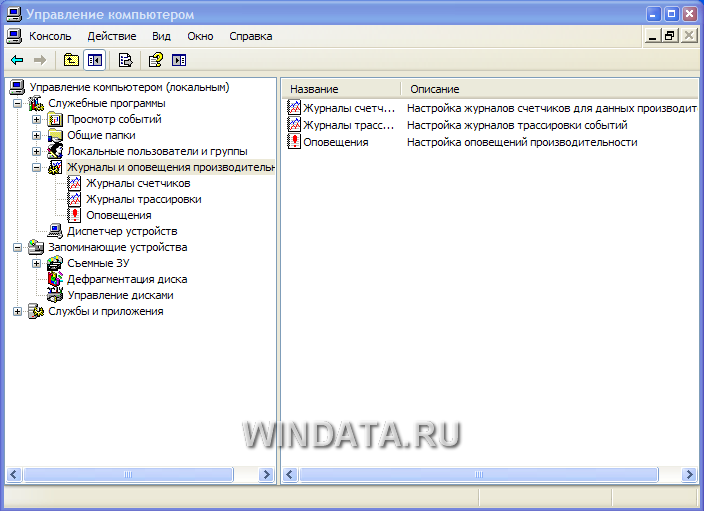 Управление компьютером
Консоль Действие Вид Окно Справка
Управление компьютером (локальным)
Служебные программы
Просмотр событий
Общие папки
Локальные пользователи и группы
Журналы и оповещения производительн
Журналы счетчиков
Журналы трассировки
Оповещения
Диспетчер устройств
Запоминающие устройства
Съемные ЗУ
Дефрагментация диска
Управление дисками
Службы и приложения
Название Описание
Журналы счетч... Настройка журналов счетчиков для данных производит
Журналы трасс... Настройка журналов трассировки событий
Оповещения Настройка оповещений производительности
WINDATA.RU